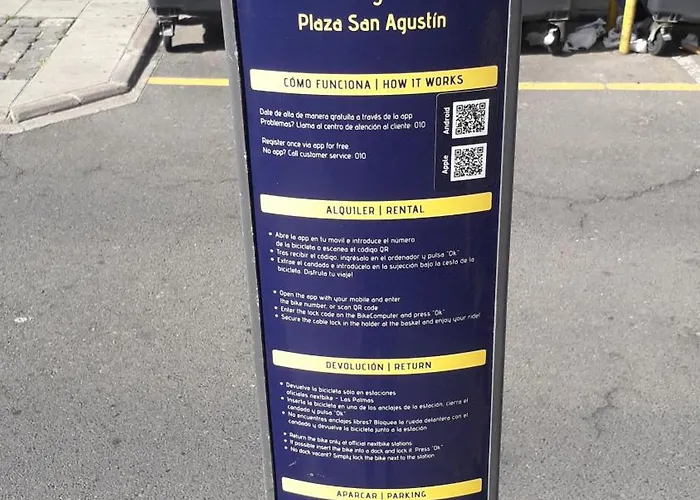 Plaza San Agustín
CÓMO FUNCIONA | HOW IT WORKS
Date de alta de manera gratuita a través de la app
Problemas? Llama al centro de atención al cliente: 010
Register once via app for free.
No app? Call customer service: 010
Android
Apple
ALQUILER | RENTAL
• Abre la app en tu movil e introduce el número
de la bicicleta o escanea el código QR
• Tras recibir el código, ingrésalo en el ordenador y pulsa "Ok"
• Extrae el candado e introdúcelo en la sujección bajo la cesta de la
bicicleta. Disfruta tu viaje!
• Open the app with your mobile and enter
the bike number, or scan QR code
• Enter the lock code on the BikeComputer and press "Ok"
• Secure the cable lock in the holder at the basket and enjoy your ride!
DEVOLUCIÓN | RETURN
• Devuelve la bicicleta sólo en estaciones
oficiales nextbike - Las Palmas
• Inserta la bicicleta en uno de los anclajes de la estación, cierra el
candado y pulsa "Ok"
• No encuentras anclajes libres? Bloquea la rueda delantera con el
candado y devuelve la bicicleta junto a la estación
• Return the bike only at official nextbike stations
• If possible insert the bike into a dock and lock it. Press "Ok"
• No dock vacant? Simply lock the bike next to the station
APARCAR | PARKING